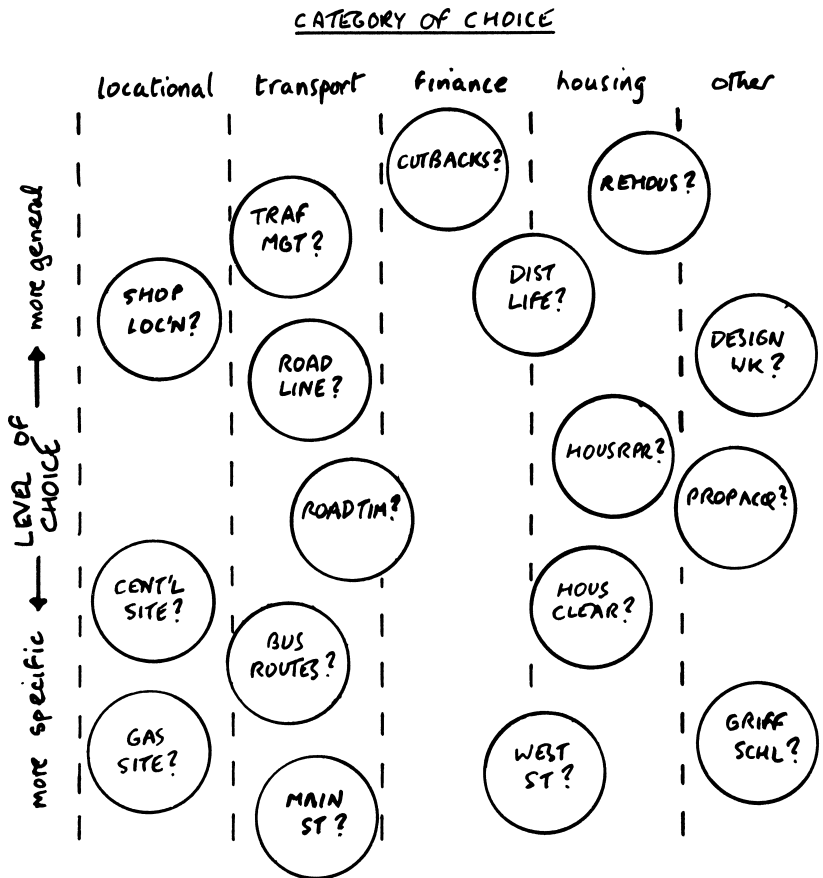 CATEGORY OF CHOICE
locational transport finance housing other
CUTBACKS?
REHOUS?
TRAF
MGT?
DIST
LIFE?
SHOP
LOC'N?
DESIGN
WK?
ROAD
LINE?
HOUSRPR?
ROADTIM?
PROPACQ?
CENT'L
SITE?
HOUS
CLEAR?
BUS
ROUTES?
GAS
SITE?
WEST
ST?
GRIFF
SCHL?
MAIN
ST?
more specific ← LEVEL OF → more general
CHOICE